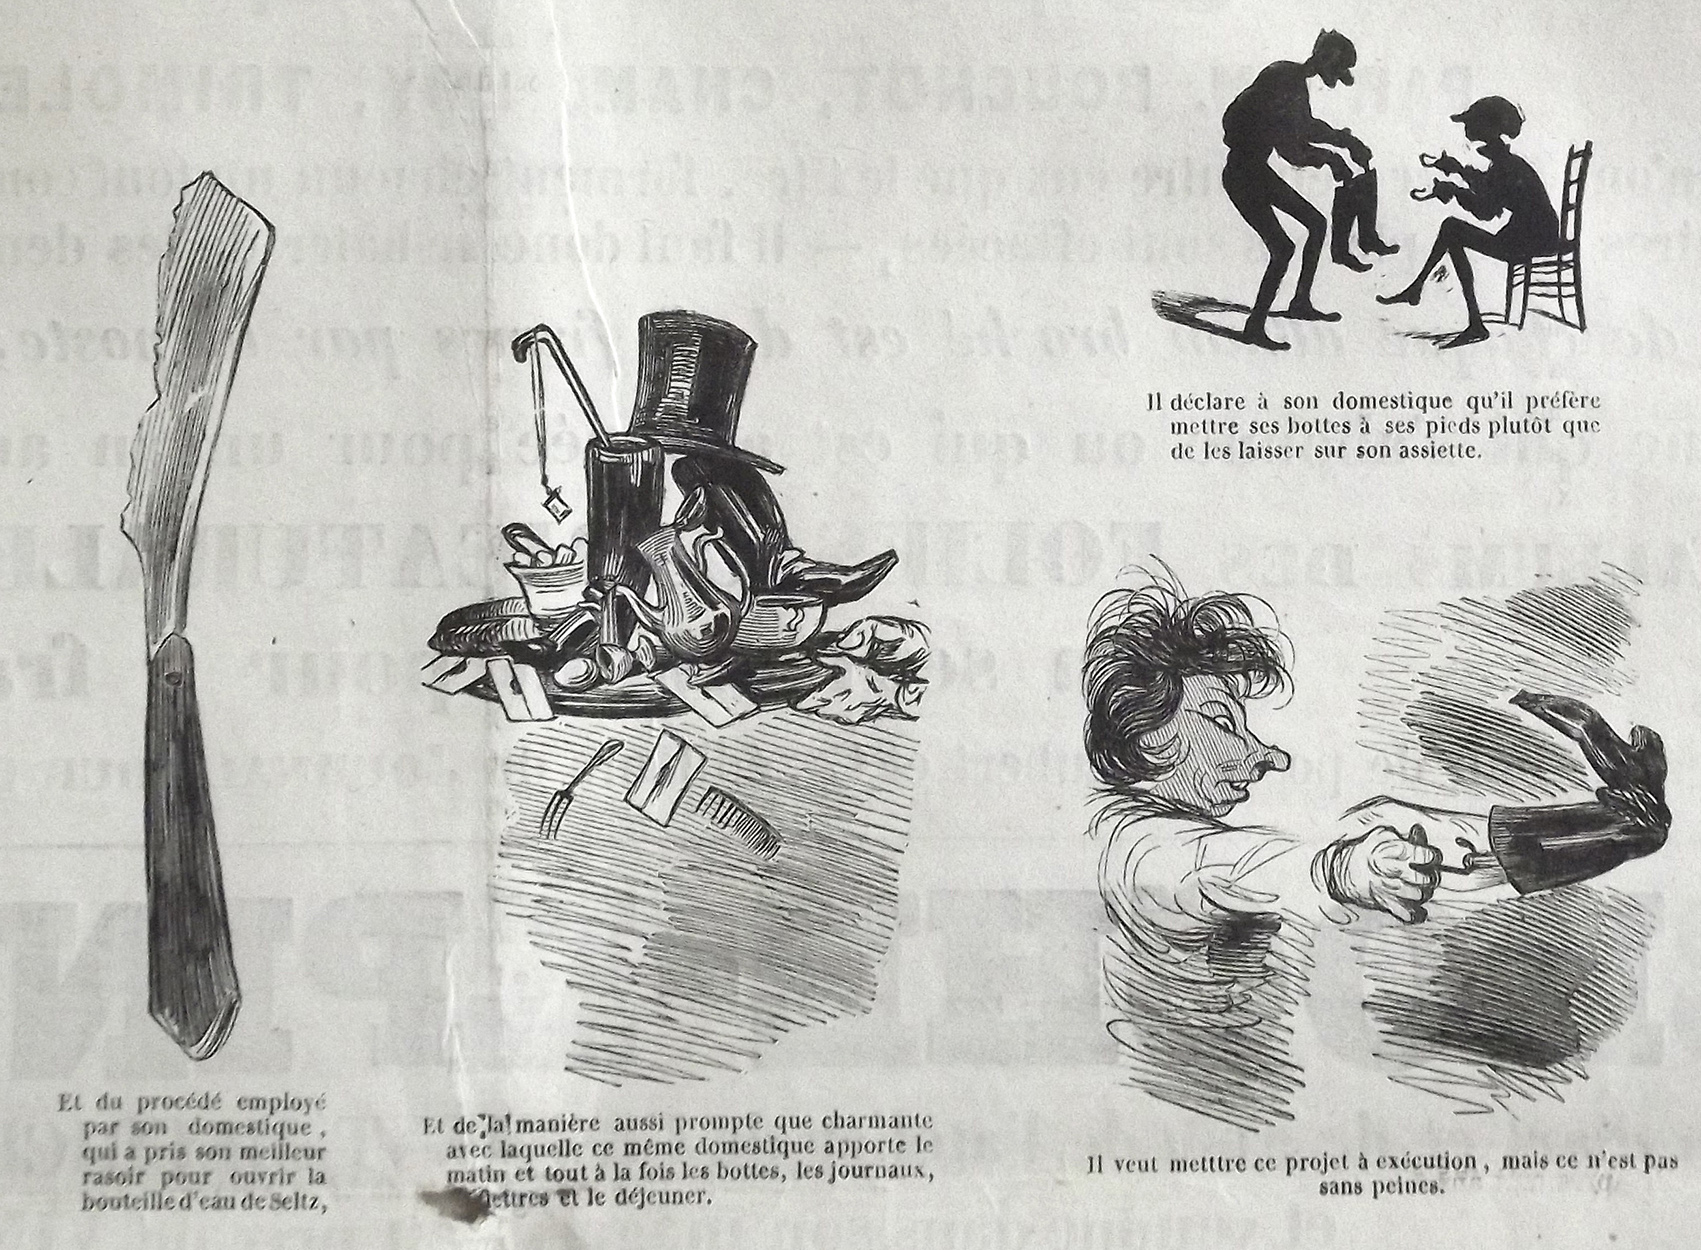 Et du procédé employé
par son domestique,
qui a pris son meilleur
rasoir pour ouvrir la
bouteille d'eau de Seltz,
Et de la manière aussi prompte que charmante
avec laquelle ce même domestique apporte le
matin et tout à la fois les bottes, les journaux,
lettres et le déjeuner.
Il déclare à son domestique qu'il préfère
mettre ses bottes à ses pieds plutôt que
de les laisser sur son assiette.
Il veut metttre ce projet à exécution, mais ce n'est pas
sans peines.